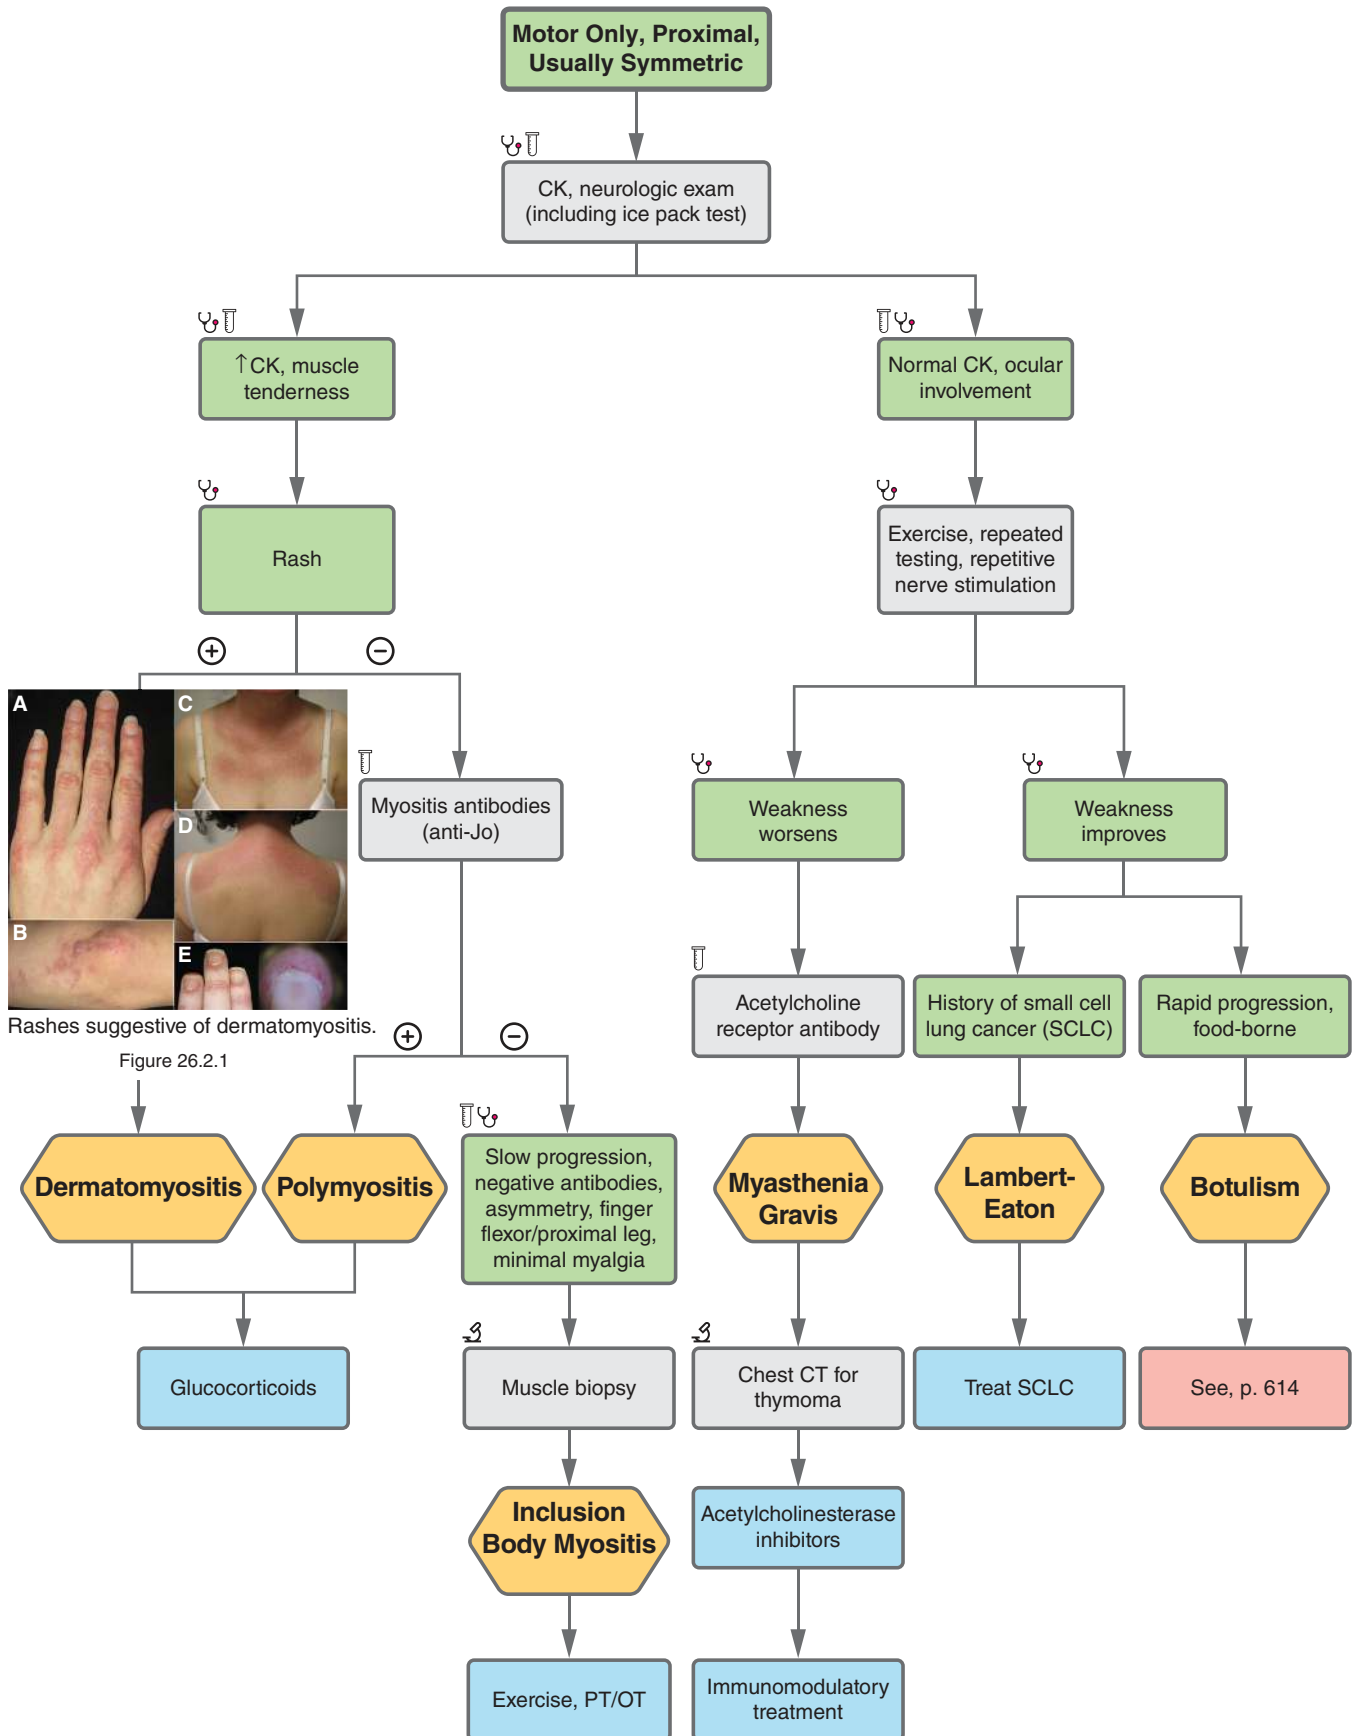 Motor Only, Proximal,
Usually Symmetric
CK, neurologic exam
(including ice pack test)
↑CK, muscle
tenderness
Normal CK, ocular
involvement
Rash
Exercise, repeated
testing, repetitive
nerve stimulation
+
−
A
B
C
D
E
Rashes suggestive of dermatomyositis.
Figure 26.2.1
Myositis antibodies
(anti-Jo)
Weakness
worsens
Weakness
improves
+
−
Acetylcholine
receptor antibody
History of small cell
lung cancer (SCLC)
Rapid progression,
food-borne
Dermatomyositis
Polymyositis
Slow progression,
negative antibodies,
asymmetry, finger
flexor/proximal leg,
minimal myalgia
Myasthenia
Gravis
Lambert-
Eaton
Botulism
Glucocorticoids
Muscle biopsy
Chest CT for
thymoma
Treat SCLC
See, p. 614
Inclusion
Body Myositis
Acetylcholinesterase
inhibitors
Exercise, PT/OT
Immunomodulatory
treatment